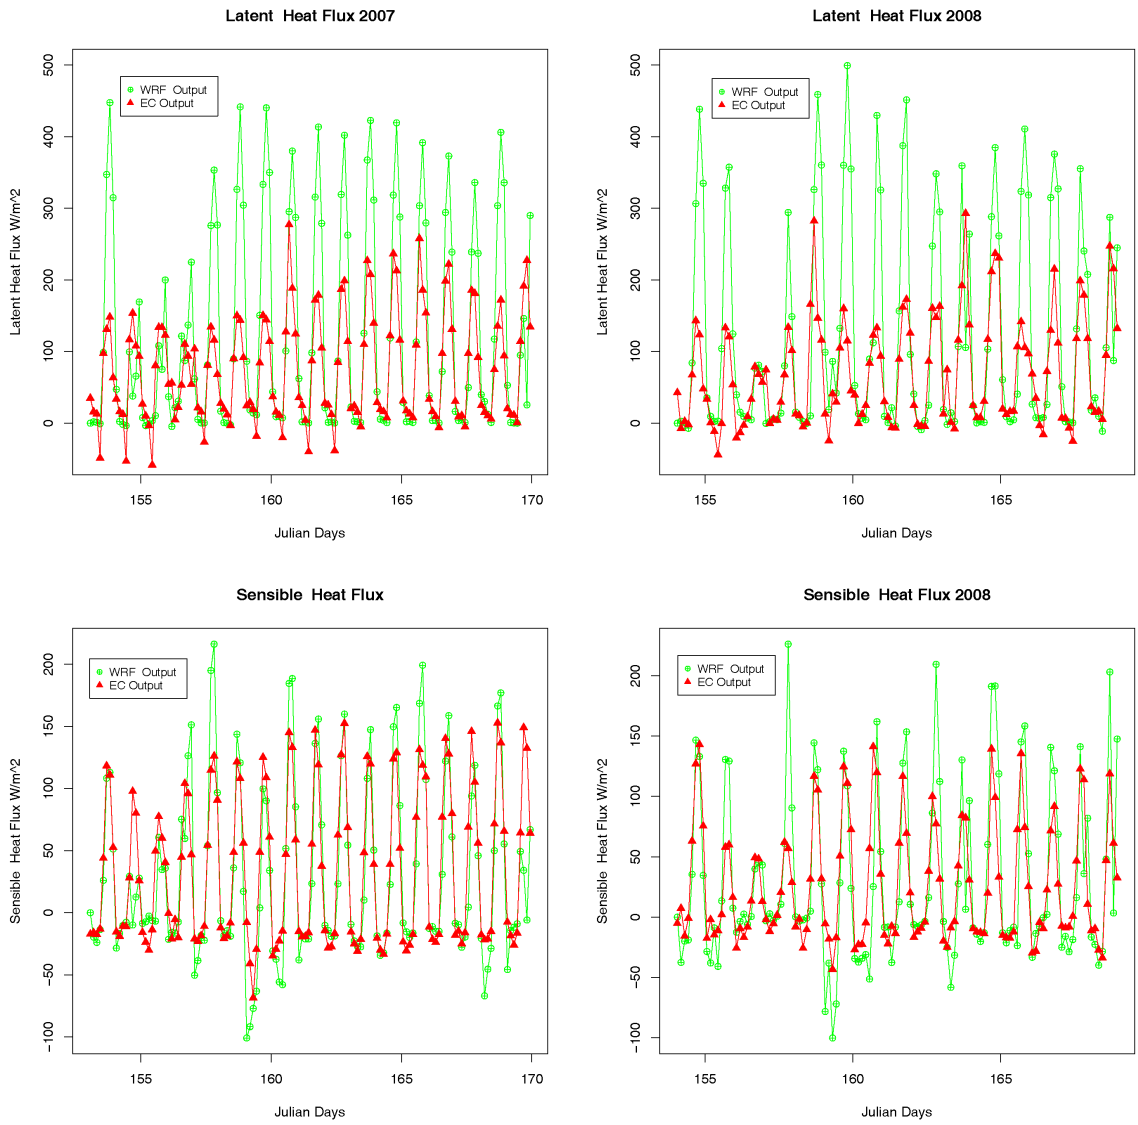 Latent Heat Flux 2007
Latent Heat Flux W/m^2
500
400
300
200
100
0
WRF Output
EC Output
155
160
165
170
Julian Days
Latent Heat Flux 2008
Latent Heat Flux W/m^2
500
400
300
200
100
0
WRF Output
EC Output
155
160
165
Julian Days
Sensible Heat Flux
Sensible Heat Flux W/m^2
200
150
100
50
0
−50
−100
WRF Output
EC Output
155
160
165
170
Julian Days
Sensible Heat Flux 2008
Sensible Heat Flux W/m^2
200
150
100
50
0
−50
−100
WRF Output
EC Output
155
160
165
Julian Days